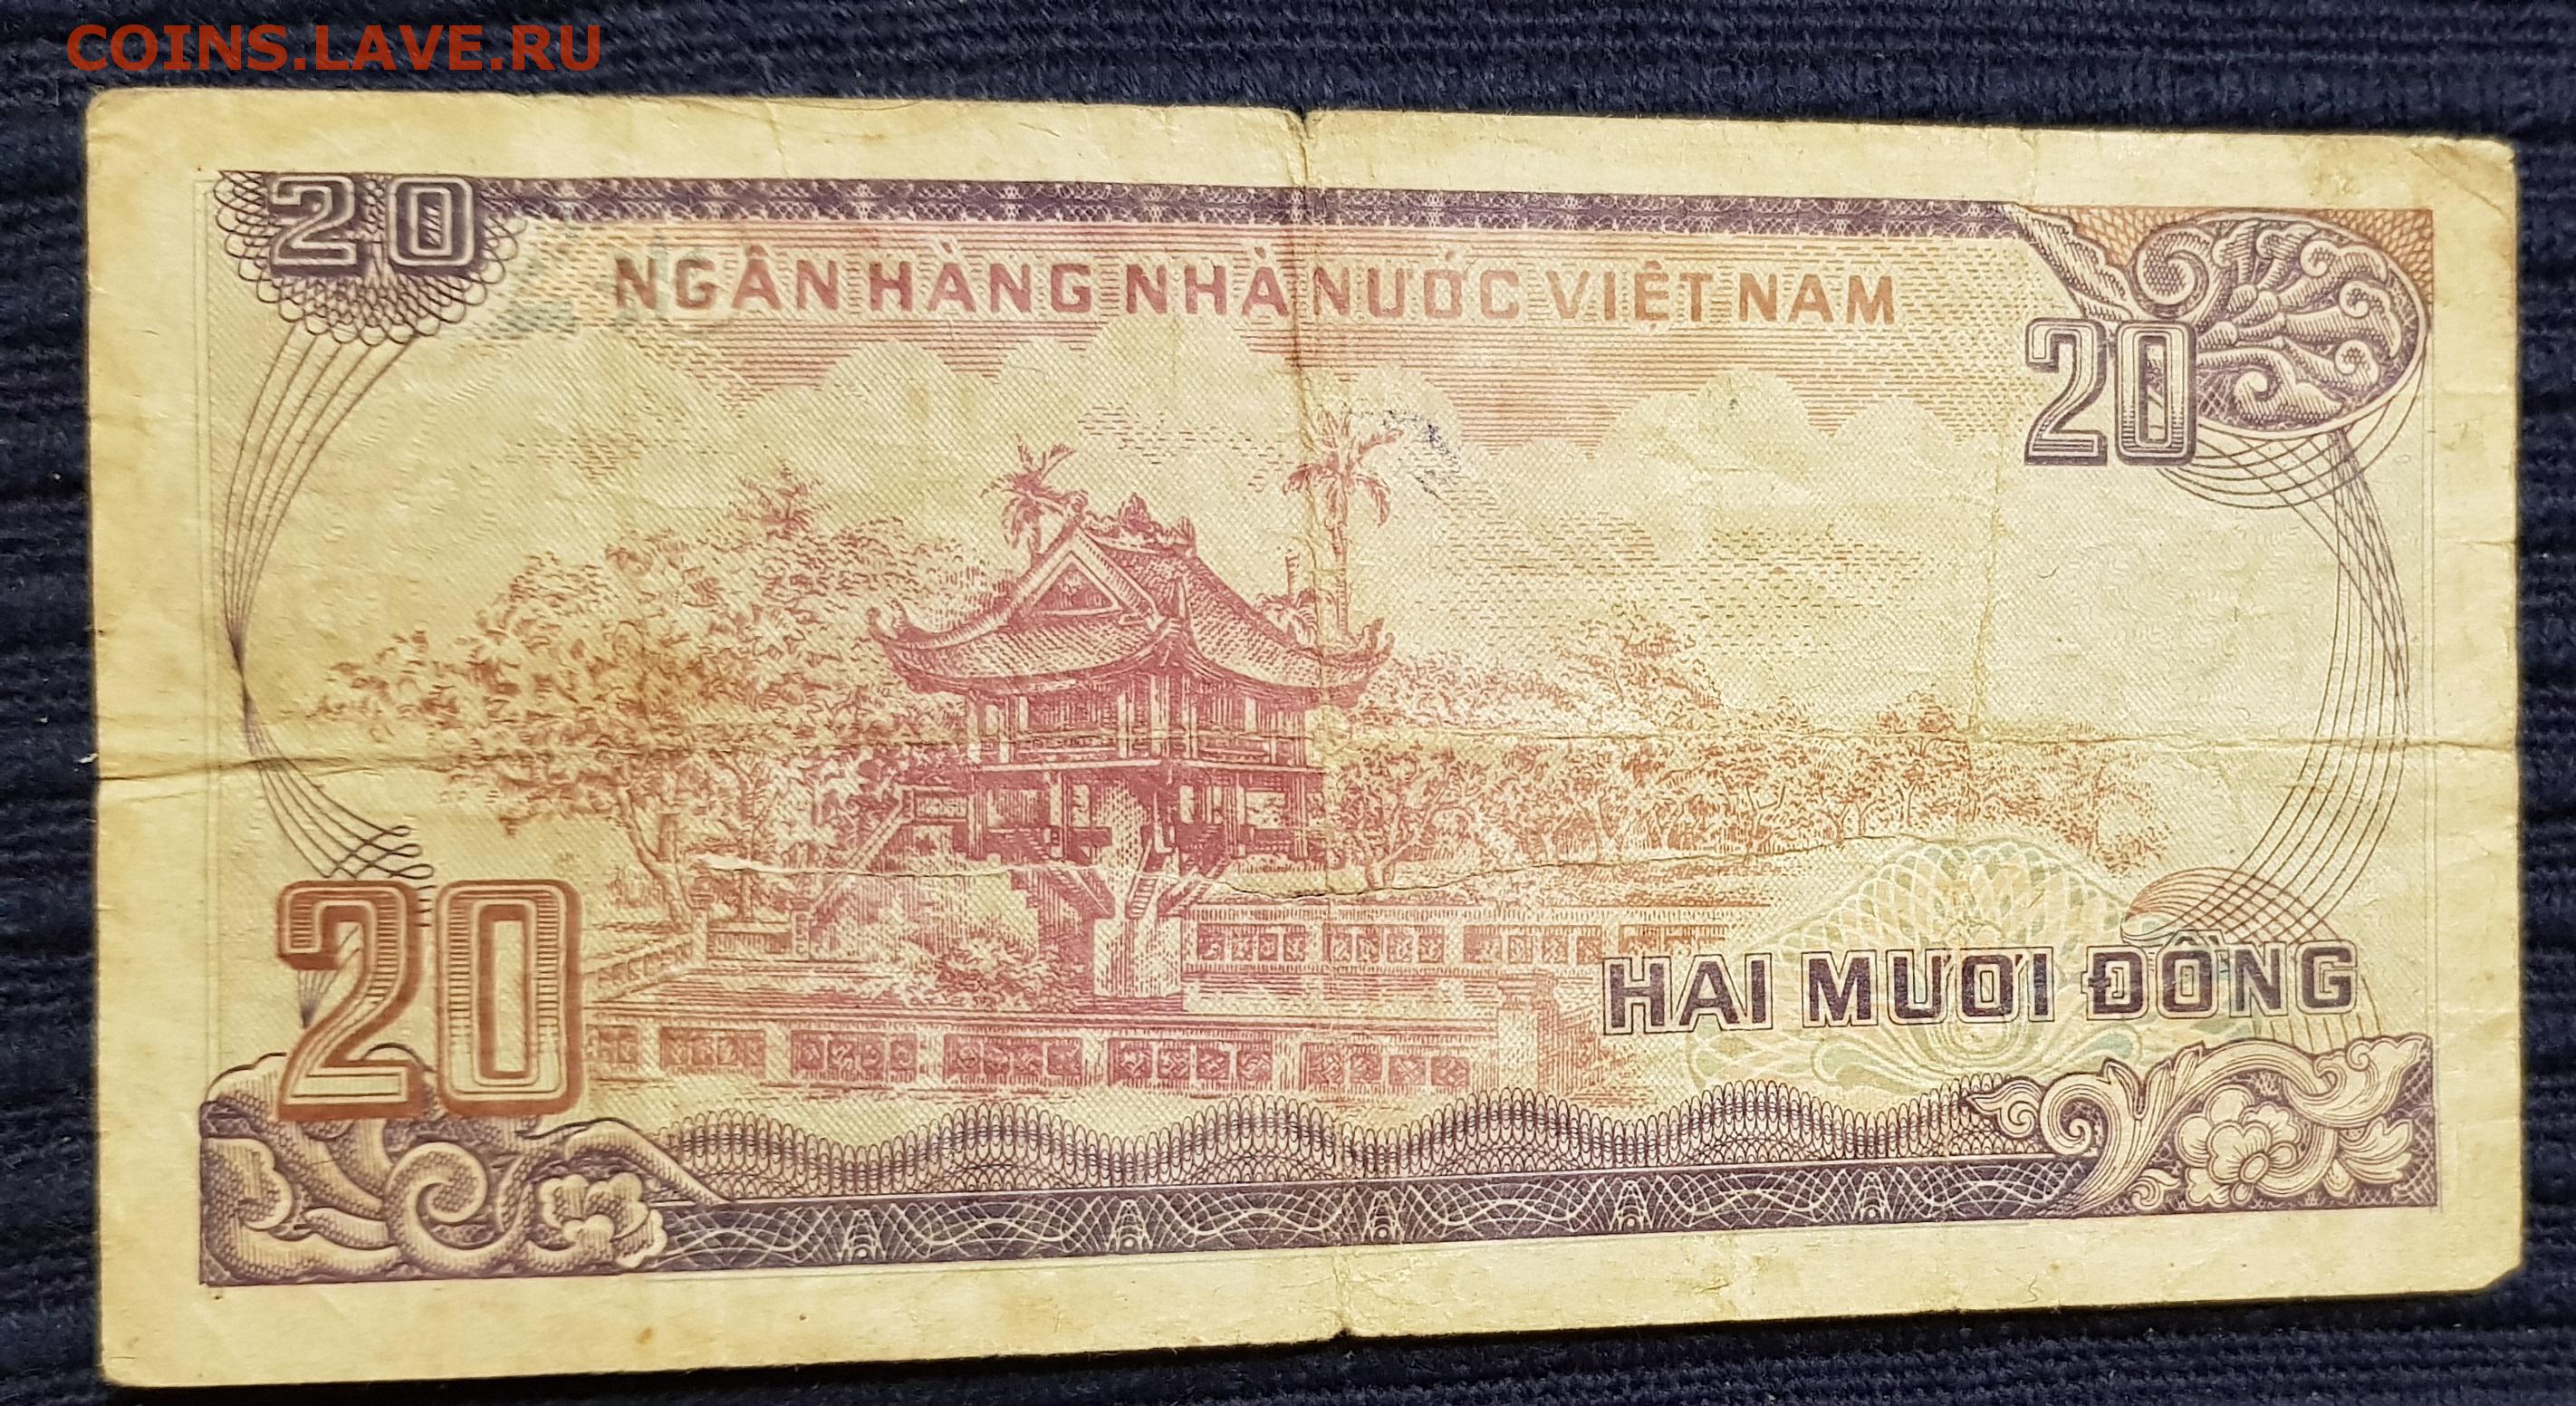 COINS.LAVE.RU
20
NGÂN HÀNG NHÀ NƯỚC VIỆT NAM
20
20
HAI MƯƠI ĐỒNG